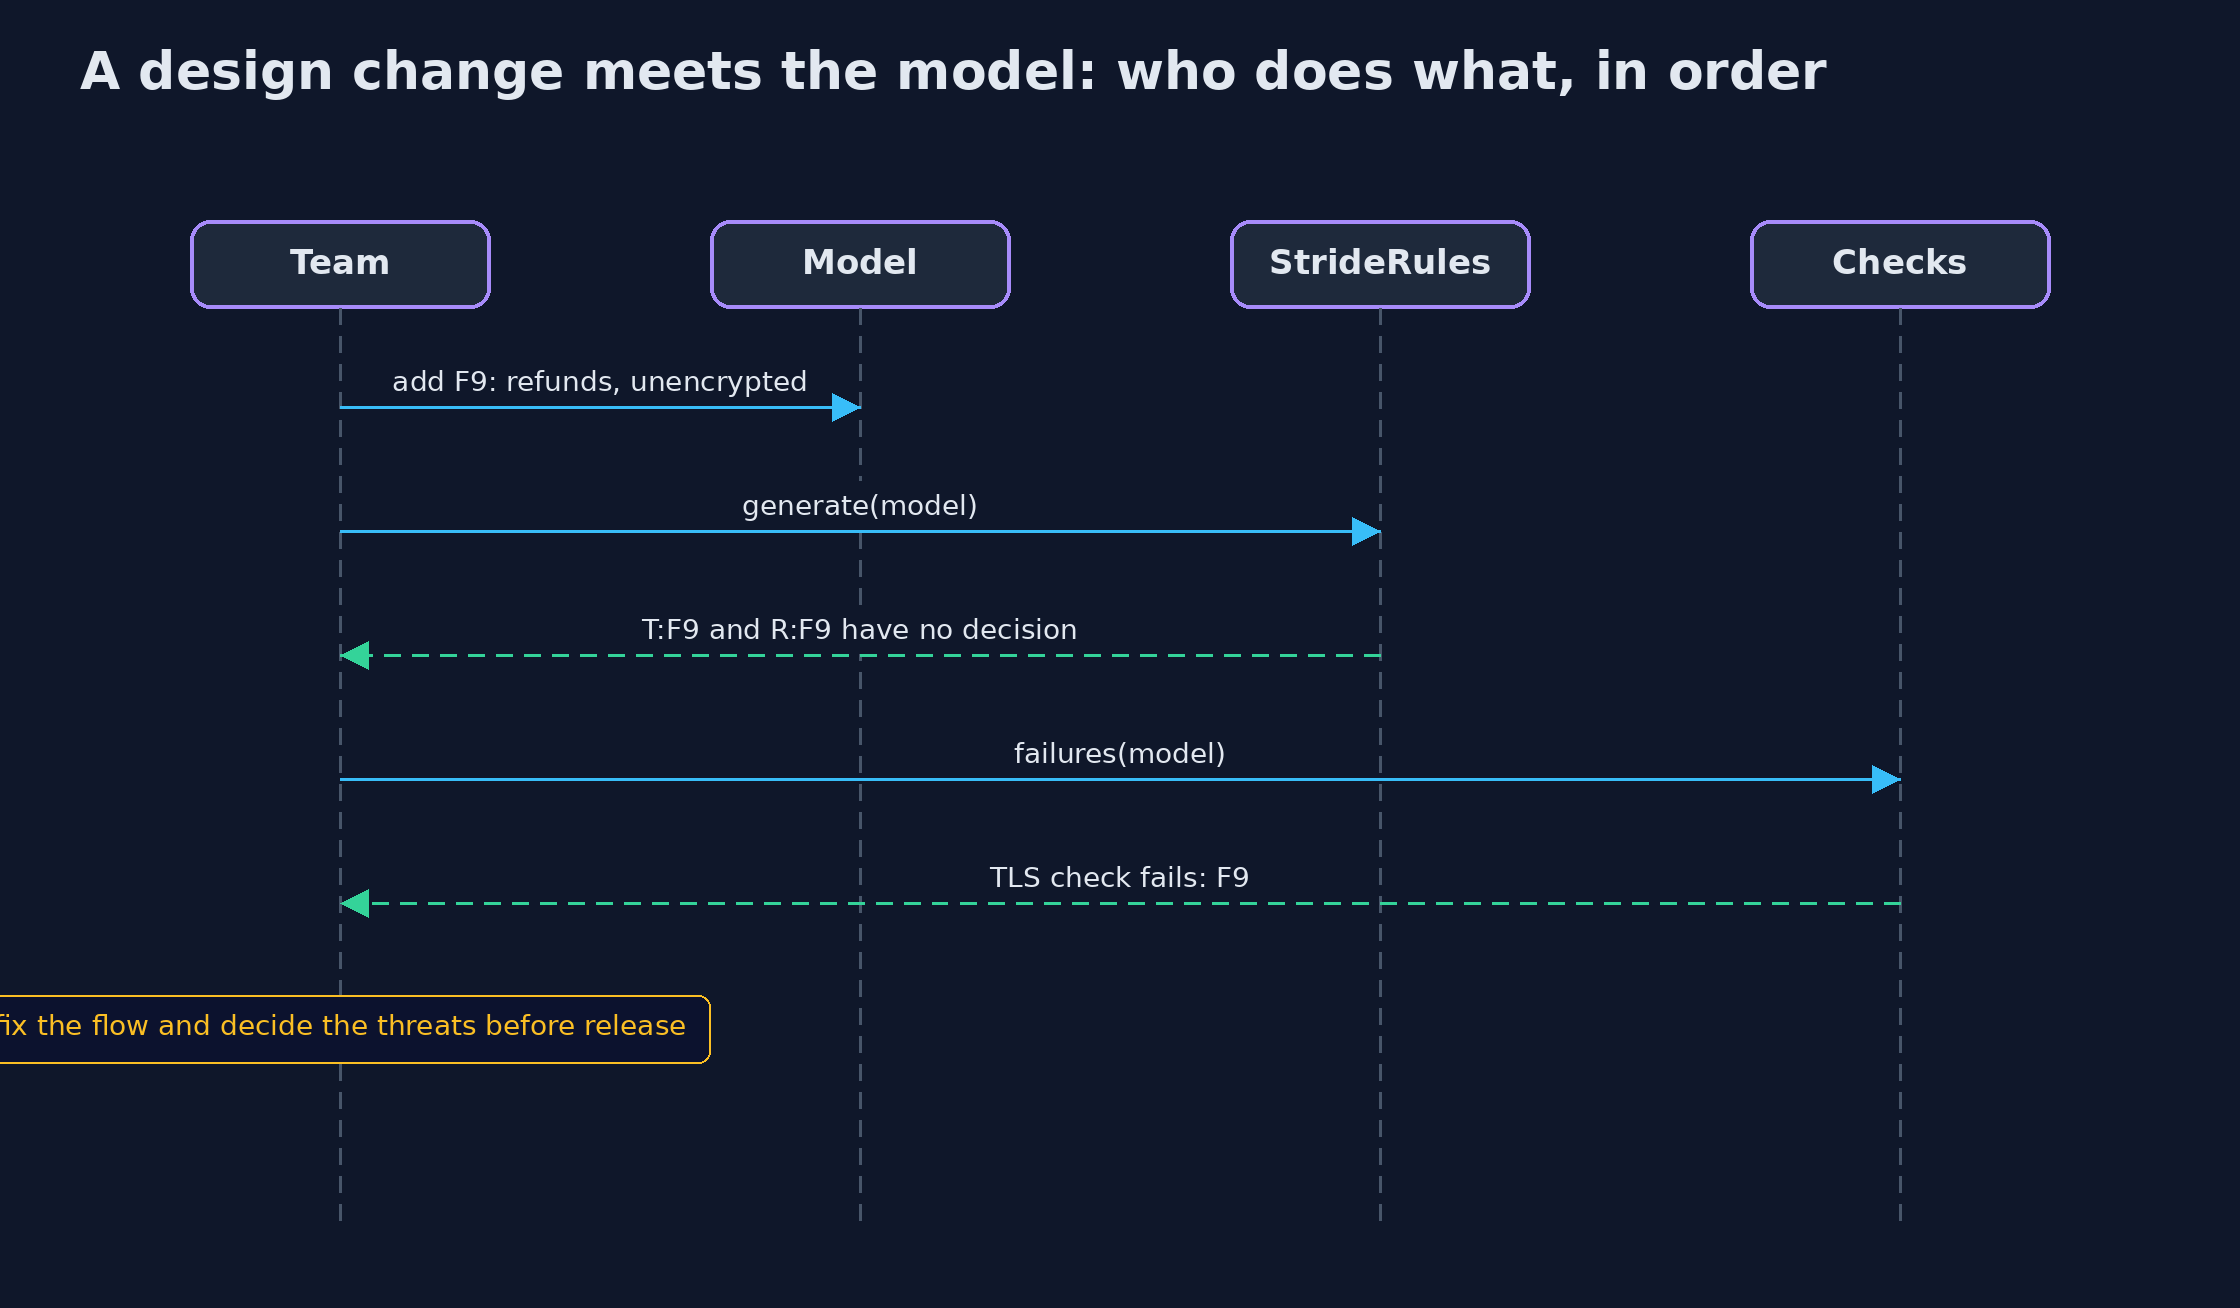 A design change meets the model: who does what, in order
Team
Model
StrideRules
Checks
add F9: refunds, unencrypted
generate(model)
T:F9 and R:F9 have no decision
failures(model)
TLS check fails: F9
fix the flow and decide the threats before release